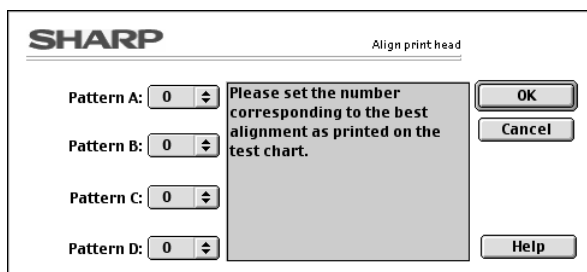 SHARP
Align print head
Pattern A: 0
Please set the number
corresponding to the best
alignment as printed on the
test chart.
OK
Cancel
Pattern B: 0
Pattern C: 0
Pattern D: 0
Help